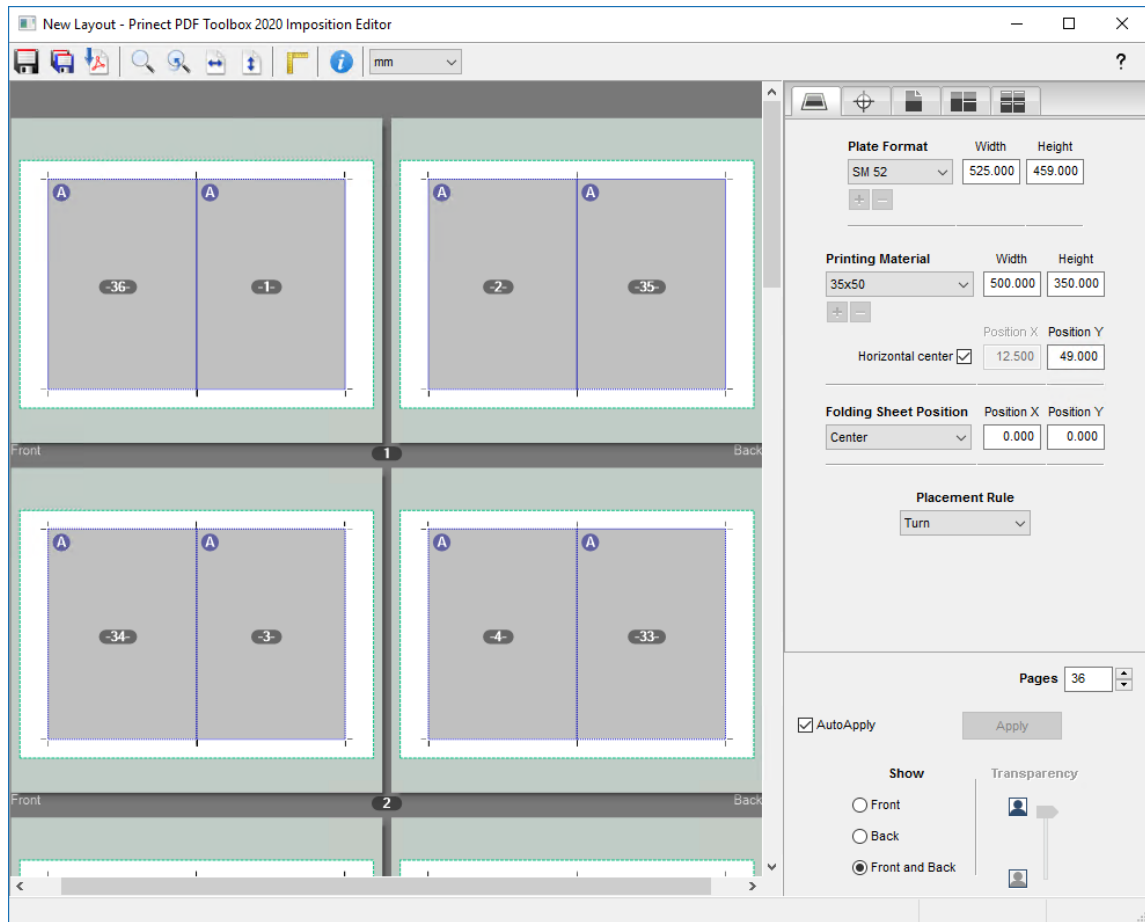 New Layout - Prinect PDF Toolbox 2020 Imposition Editor
mm
?
A A A A
-36- -1- -2- -35-
Front 1 Back
A A A A
-34- -3- -4- -33-
Front 2 Back
Plate Format Width Height
SM 52 525.000 459.000
Printing Material Width Height
35x50 500.000 350.000
Position X Position Y
Horizontal center 12.500 49.000
Folding Sheet Position Position X Position Y
Center 0.000 0.000
Placement Rule
Turn
Pages 36
AutoApply Apply
Show Transparency
Front
Back
Front and Back